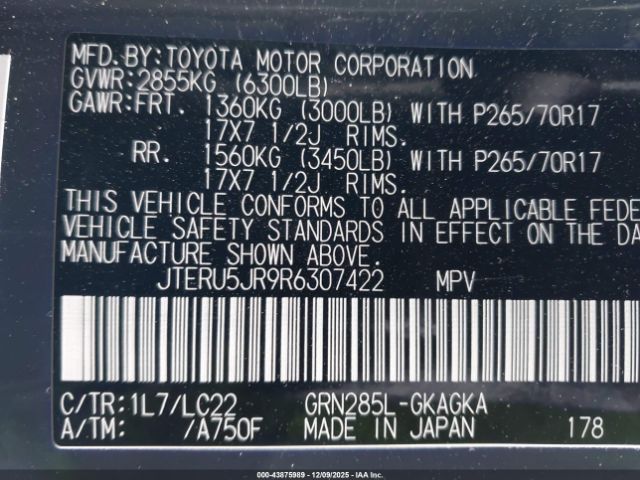 MFD.BY:TOYOTA MOTOR CORPORATION
GVWR:2855KG (6300LB)
GAWR:FRT. 1360KG (3000LB) WITH P265/70R17
17X7 1/2J RIMS.
RR. 1560KG (3450LB) WITH P265/70R17
17X7 1/2J RIMS.
THIS VEHICLE CONFORMS TO ALL APPLICABLE FEDE
VEHICLE SAFETY STANDARDS IN EFFECT ON THE DA
MANUFACTURE SHOWN ABOVE.
JTERU5JR9R6307422 MPV
C/TR:1L7/LC22 GRN285L-GKAGKA
A/TM: /A750F MADE IN JAPAN 178
000-43875989 - 12/09/2025 - IAAI.COM